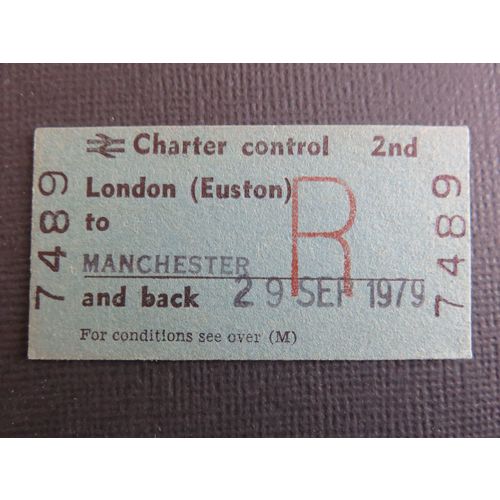 Charter control 2nd
London (Euston)
R
to
MANCHESTER
and back 29 SEP 1979
For conditions see over (M)
7489
7489